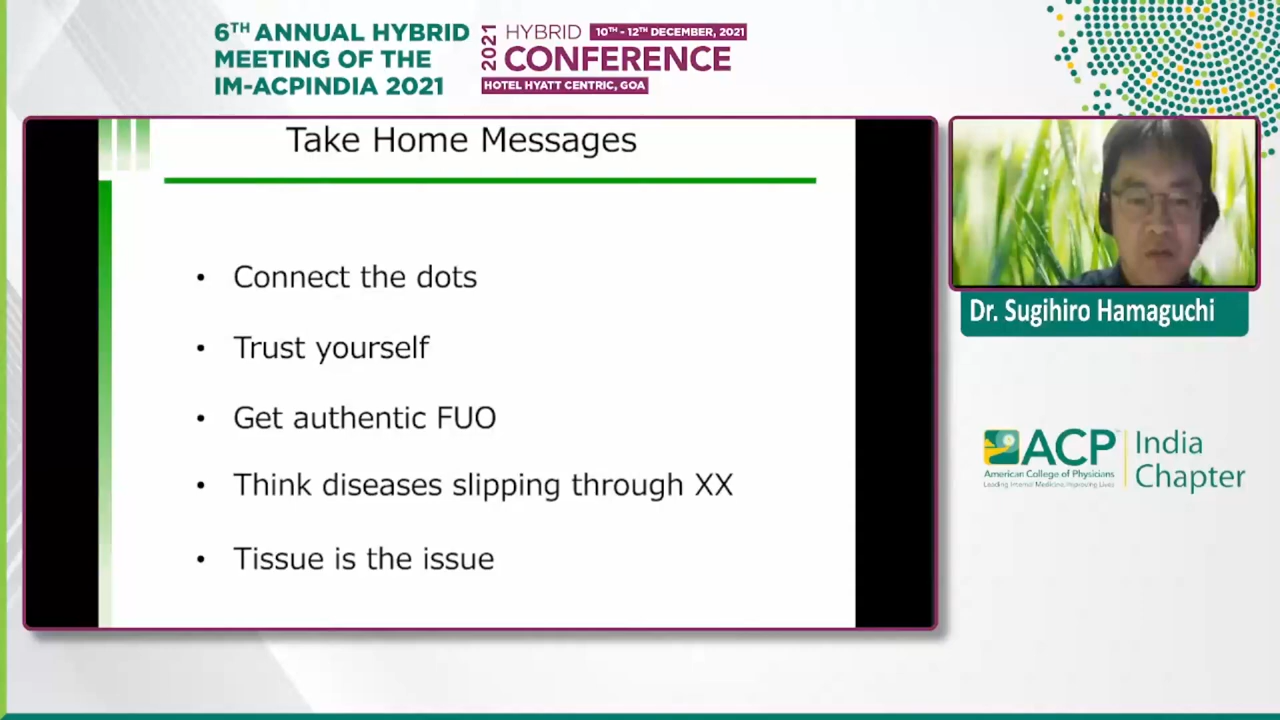 6TH ANNUAL HYBRID
MEETING OF THE
IM-ACPINDIA 2021
2021
HYBRID 10TH - 12TH DECEMBER, 2021
CONFERENCE
HOTEL HYATT CENTRIC, GOA
Take Home Messages
• Connect the dots
• Trust yourself
• Get authentic FUO
• Think diseases slipping through XX
• Tissue is the issue
Dr. Sugihiro Hamaguchi
ACP
American College of Physicians
Leading Internal Medicine, Improving Lives
India
Chapter